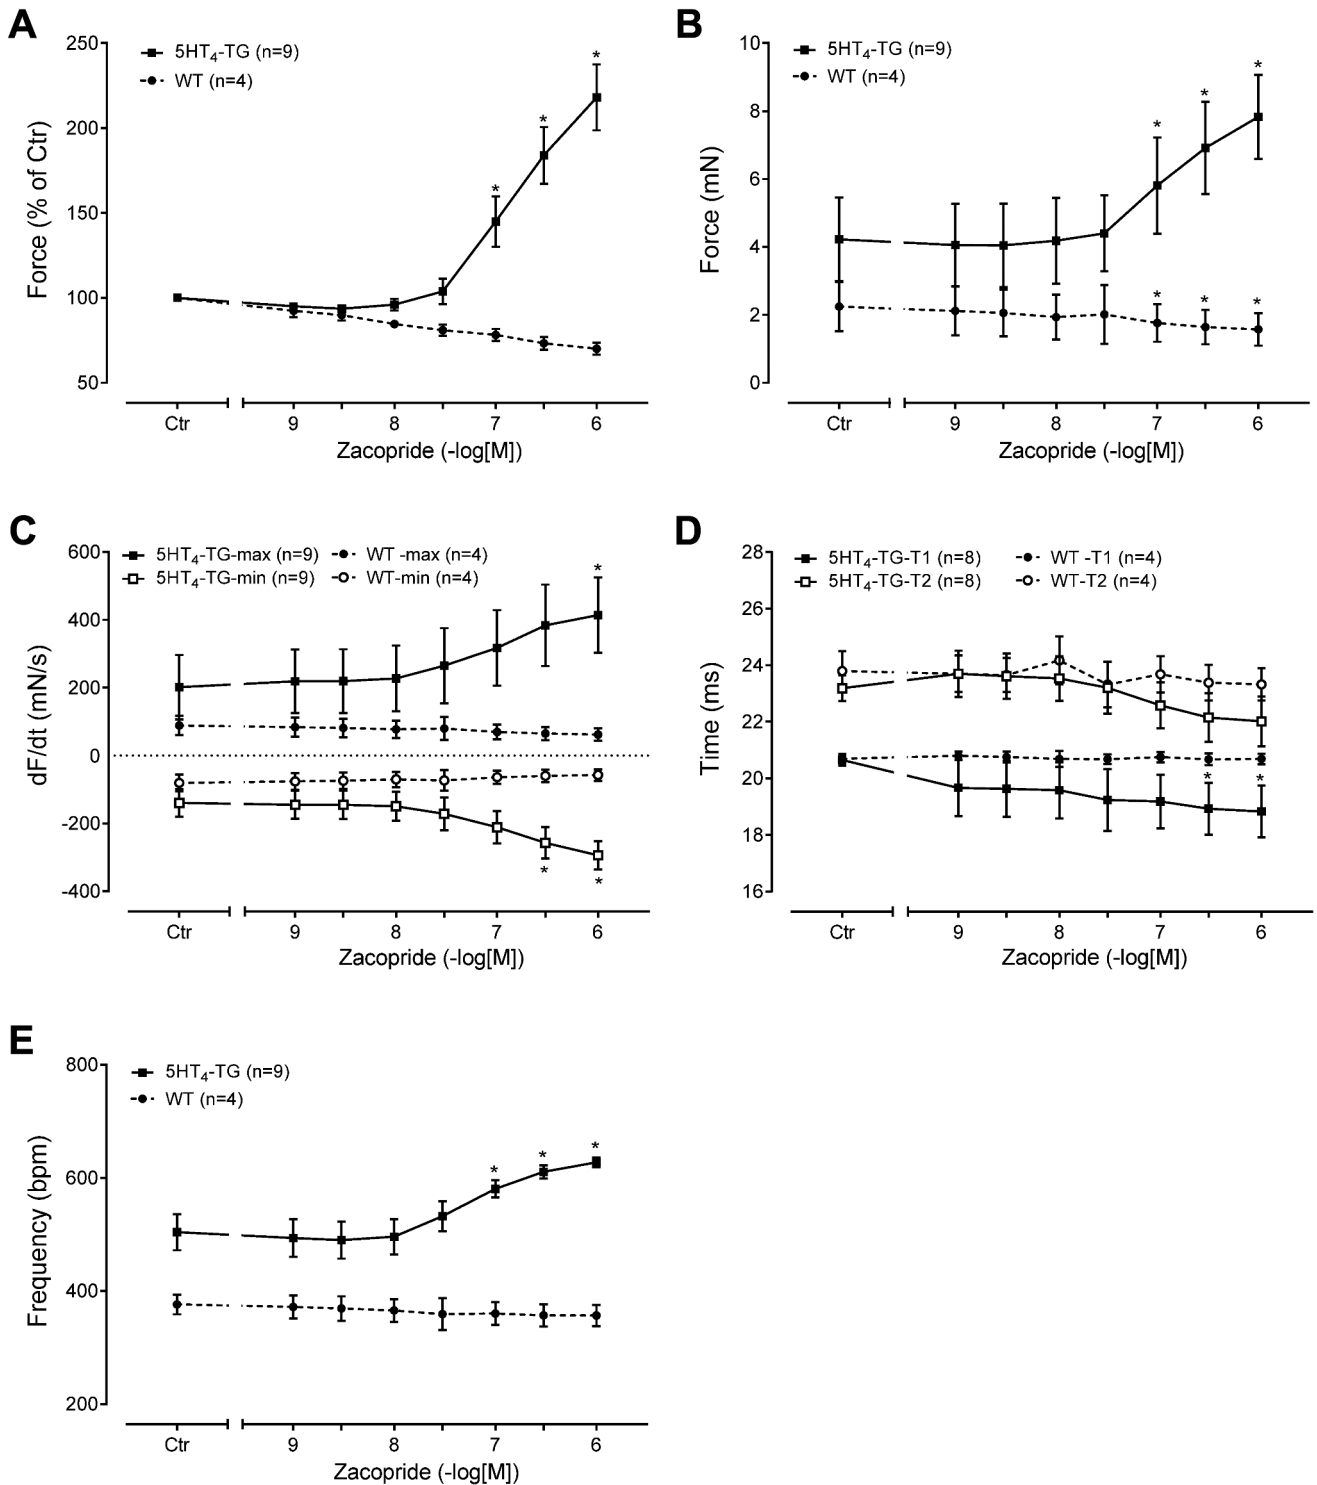 A
250
200
150
100
50
Force (% of Ctr)
5HT₄-TG (n=9)
WT (n=4)
*
*
*
Ctr
9
8
7
6
Zacopride (-log[M])
B
10
8
6
4
2
0
Force (mN)
5HT₄-TG (n=9)
WT (n=4)
*
*
*
*
*
*
Ctr
9
8
7
6
Zacopride (-log[M])
C
600
400
200
0
-200
-400
dF/dt (mN/s)
5HT₄-TG-max (n=9)
WT -max (n=4)
5HT₄-TG-min (n=9)
WT-min (n=4)
*
*
*
Ctr
9
8
7
6
Zacopride (-log[M])
D
28
26
24
22
20
18
16
Time (ms)
5HT₄-TG-T1 (n=8)
WT -T1 (n=4)
5HT₄-TG-T2 (n=8)
WT-T2 (n=4)
*
*
Ctr
9
8
7
6
Zacopride (-log[M])
E
800
600
400
200
Frequency (bpm)
5HT₄-TG (n=9)
WT (n=4)
*
*
*
Ctr
9
8
7
6
Zacopride (-log[M])